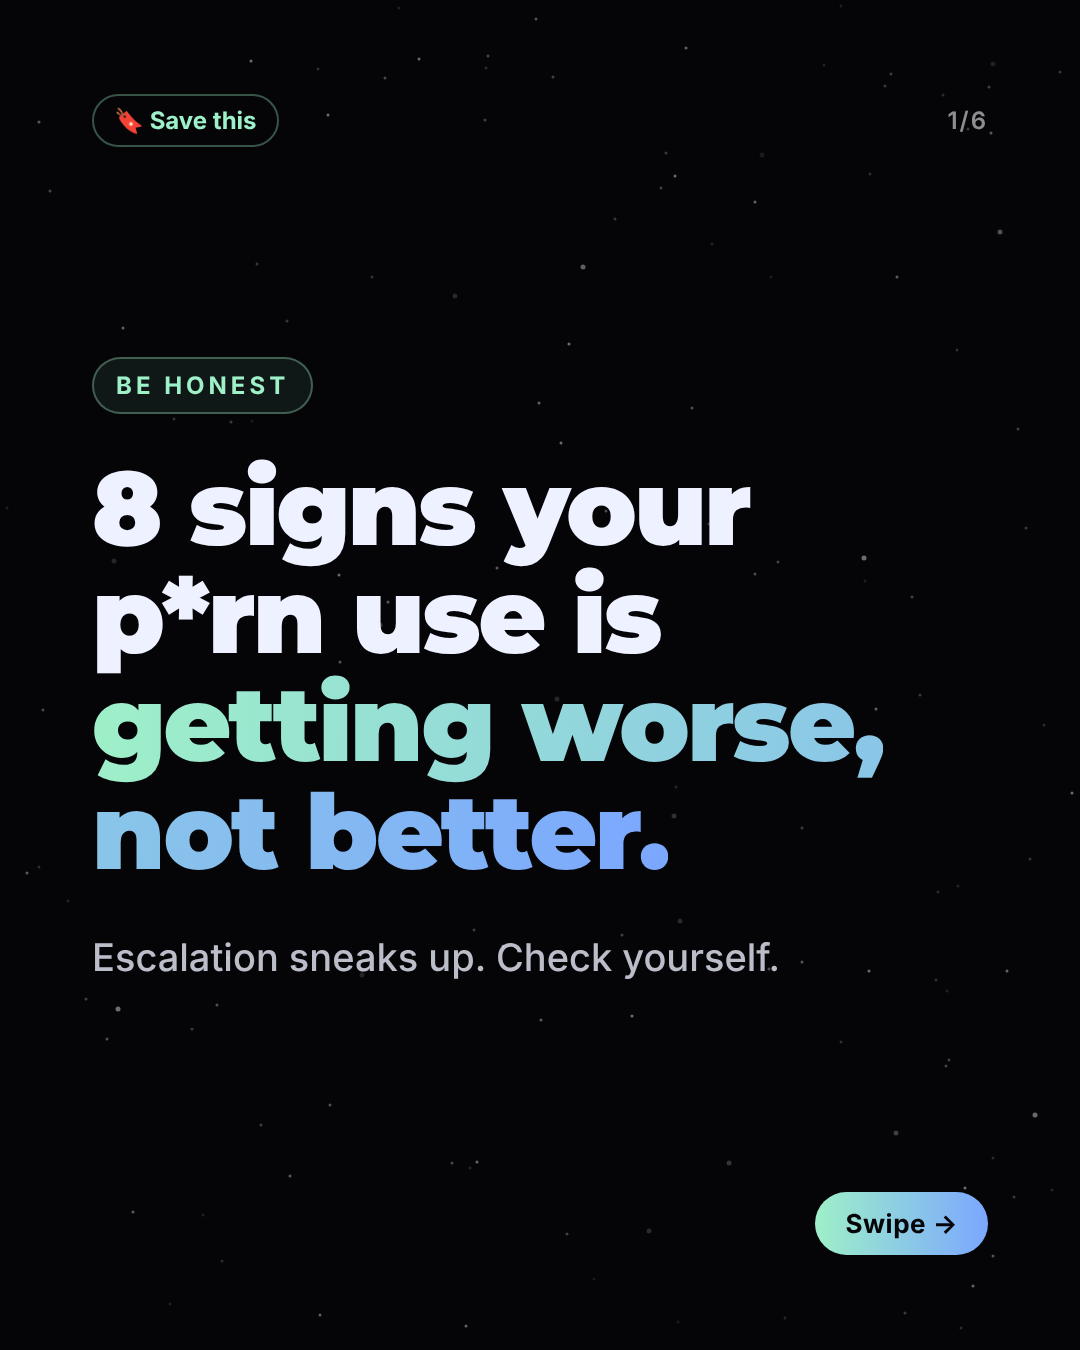 🔖 Save this
1/6
BE HONEST
8 signs your
p*rn use is
getting worse,
not better.
Escalation sneaks up. Check yourself.
Swipe →